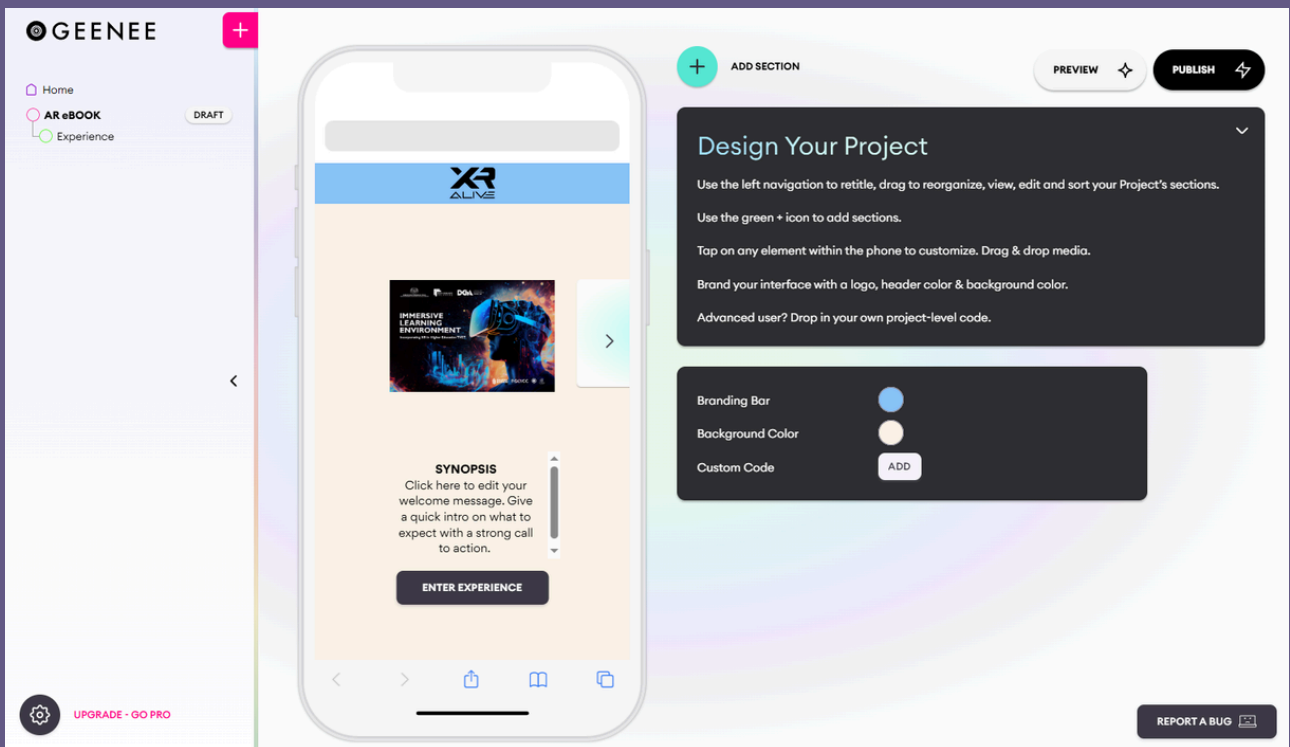 GEENEE
Home
AR eBOOK
DRAFT
Experience
UPGRADE - GO PRO
XR
ALIVE
DGA
IMMERSIVE
LEARNING
ENVIRONMENT
SYNOPSIS
Click here to edit your
welcome message. Give
a quick intro on what to
expect with a strong call
to action.
ENTER EXPERIENCE
ADD SECTION
PREVIEW
PUBLISH
Design Your Project
Use the left navigation to retitle, drag to reorganize, view, edit and sort your Project's sections.
Use the green + icon to add sections.
Tap on any element within the phone to customize. Drag & drop media.
Brand your interface with a logo, header color & background color.
Advanced user? Drop in your own project-level code.
Branding Bar
Background Color
Custom Code
ADD
REPORT A BUG